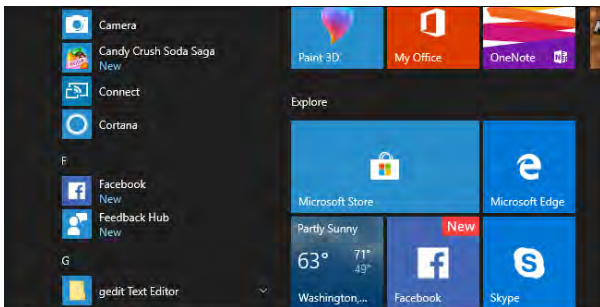 Camera
Candy Crush Soda Saga
New
Connect
Cortana
F
Facebook
New
Feedback Hub
New
G
gedit Text Editor
Paint 3D
My Office
OneNote
N
Explore
Microsoft Store
Microsoft Edge
Partly Sunny
63° 71°
49°
Washington,...
New
Facebook
Skype